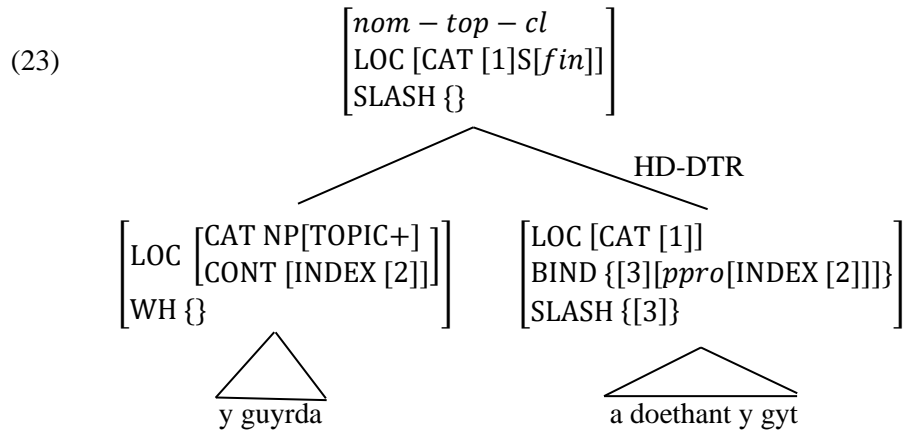 (23)
[nom − top − cl
LOC [CAT [1]S[fin]]
SLASH {}]
HD-DTR
[LOC [CAT NP[TOPIC+]
CONT [INDEX [2]]]
WH {}]
[LOC [CAT [1]]
BIND {[3][ppro[INDEX [2]]]}
SLASH {[3]}]
y guyrda
a doethant y gyt